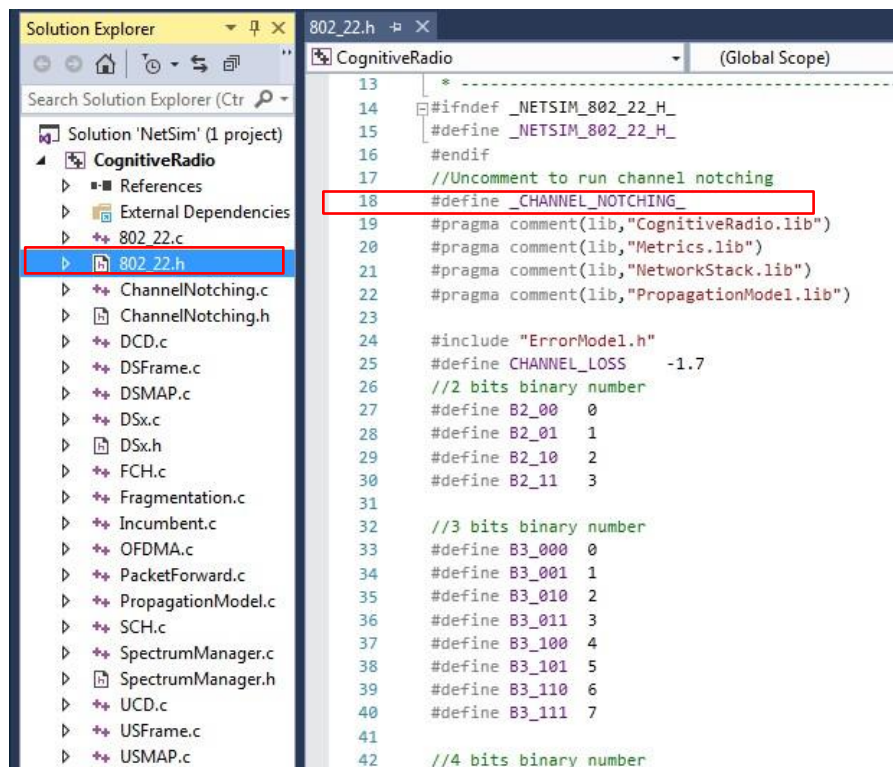 Solution Explorer
Search Solution Explorer (Ctr
Solution 'NetSim' (1 project)
CognitiveRadio
References
External Dependencies
802_22.c
802_22.h
ChannelNotching.c
ChannelNotching.h
DCD.c
DSFrame.c
DSMAP.c
DSx.c
DSx.h
FCH.c
Fragmentation.c
Incumbent.c
OFDMA.c
PacketForward.c
PropagationModel.c
SCH.c
SpectrumManager.c
SpectrumManager.h
UCD.c
USFrame.c
USMAP.c
802_22.h
CognitiveRadio (Global Scope)
13 * --------------------------------------------
14 #ifndef _NETSIM_802_22_H_
15 #define _NETSIM_802_22_H_
16 #endif
17 //Uncomment to run channel notching
18 #define _CHANNEL_NOTCHING_
19 #pragma comment(lib,"CognitiveRadio.lib")
20 #pragma comment(lib,"Metrics.lib")
21 #pragma comment(lib,"NetworkStack.lib")
22 #pragma comment(lib,"PropagationModel.lib")
23
24 #include "ErrorModel.h"
25 #define CHANNEL_LOSS -1.7
26 //2 bits binary number
27 #define B2_00 0
28 #define B2_01 1
29 #define B2_10 2
30 #define B2_11 3
31
32 //3 bits binary number
33 #define B3_000 0
34 #define B3_001 1
35 #define B3_010 2
36 #define B3_011 3
37 #define B3_100 4
38 #define B3_101 5
39 #define B3_110 6
40 #define B3_111 7
41
42 //4 bits binary number